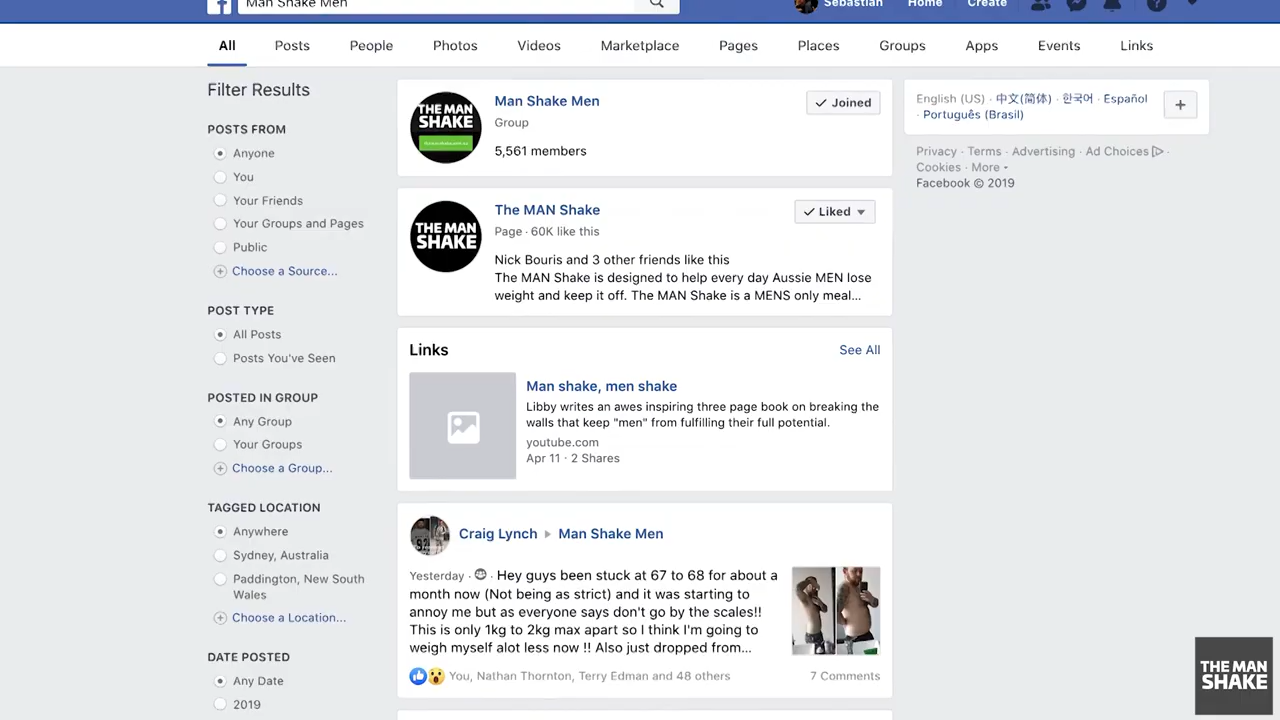 Man Shake Men
Sebastian Home Create
All Posts People Photos Videos Marketplace Pages Places Groups Apps Events Links
Filter Results
POSTS FROM
Anyone
You
Your Friends
Your Groups and Pages
Public
Choose a Source...
POST TYPE
All Posts
Posts You've Seen
POSTED IN GROUP
Any Group
Your Groups
Choose a Group...
TAGGED LOCATION
Anywhere
Sydney, Australia
Paddington, New South
Wales
Choose a Location...
DATE POSTED
Any Date
2019
THE MAN
SHAKE
Man Shake Men
Joined
Group
5,561 members
THE MAN
SHAKE
The MAN Shake
Liked
Page · 60K like this
Nick Bouris and 3 other friends like this
The MAN Shake is designed to help every day Aussie MEN lose
weight and keep it off. The MAN Shake is a MENS only meal...
Links
See All
Man shake, men shake
Libby writes an awes inspiring three page book on breaking the
walls that keep "men" from fulfilling their full potential.
youtube.com
Apr 11 · 2 Shares
Craig Lynch ▸ Man Shake Men
Yesterday · Hey guys been stuck at 67 to 68 for about a
month now (Not being as strict) and it was starting to
annoy me but as everyone says don't go by the scales!!
This is only 1kg to 2kg max apart so I think I'm going to
weigh myself alot less now !! Also just dropped from...
You, Nathan Thornton, Terry Edman and 48 others
7 Comments
English (US) · 中文(简体) · 한국어 · Español
· Português (Brasil)
Privacy · Terms · Advertising · Ad Choices ·
Cookies · More
Facebook © 2019
THE MAN
SHAKE